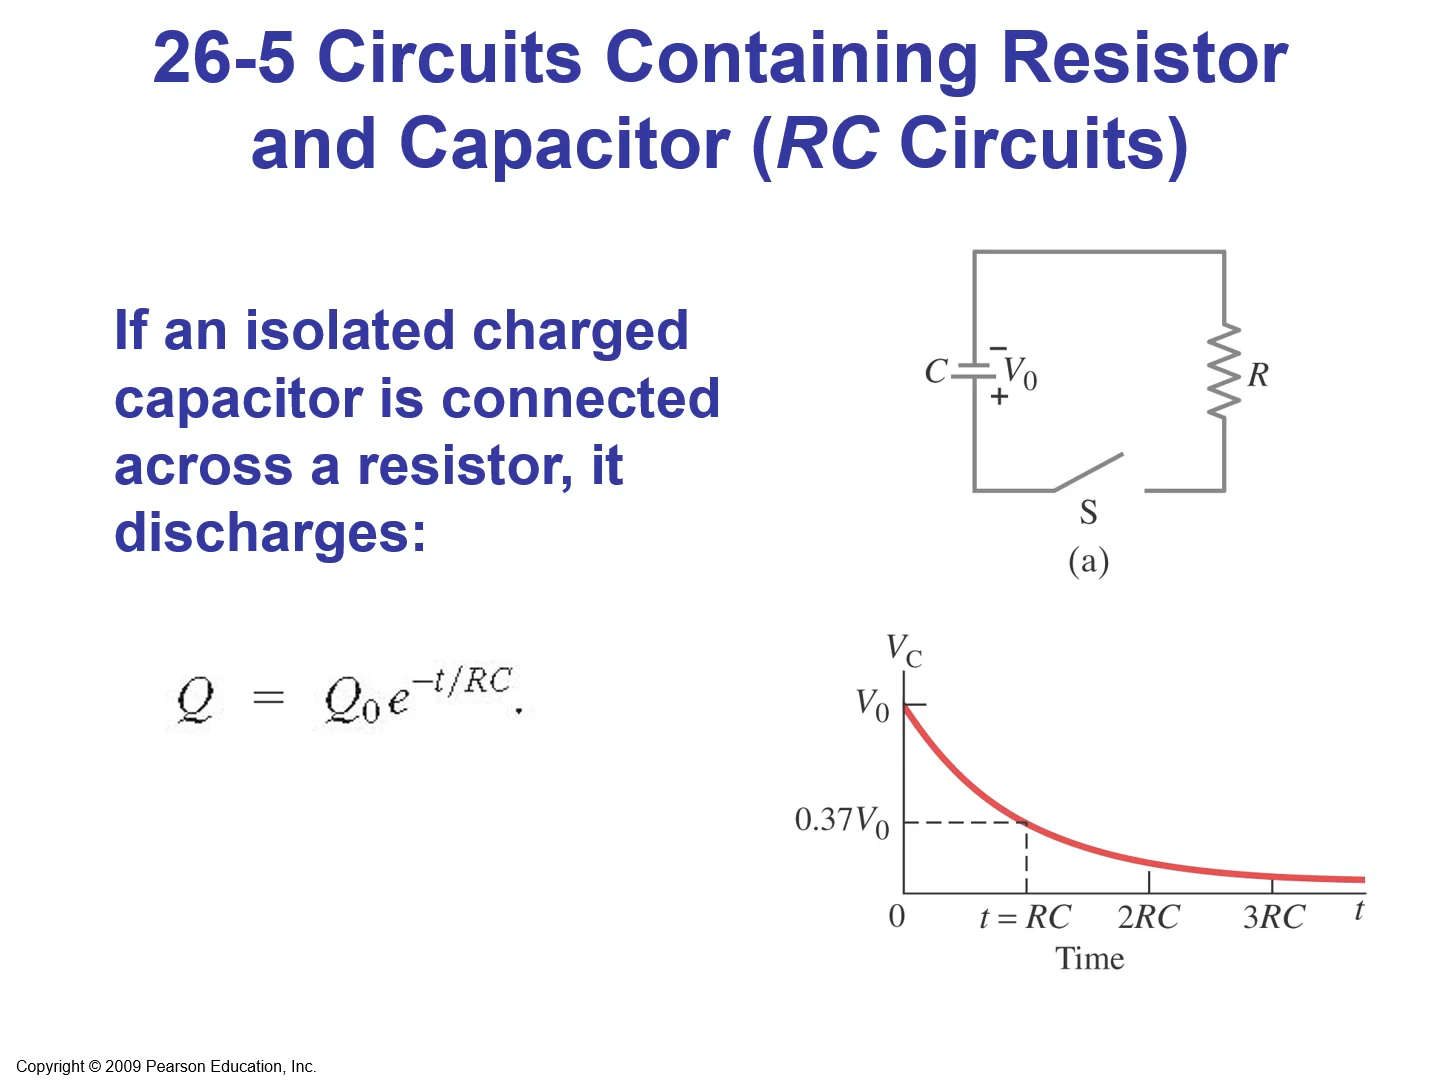 26-5 Circuits Containing Resistor
and Capacitor (RC Circuits)
If an isolated charged
capacitor is connected
across a resistor, it
discharges:
Q = Q₀e^{−t/RC}.
C
−
V₀
+
R
S
(a)
V_C
V₀
0.37V₀
0 t = RC 2RC 3RC t
Time
Copyright © 2009 Pearson Education, Inc.